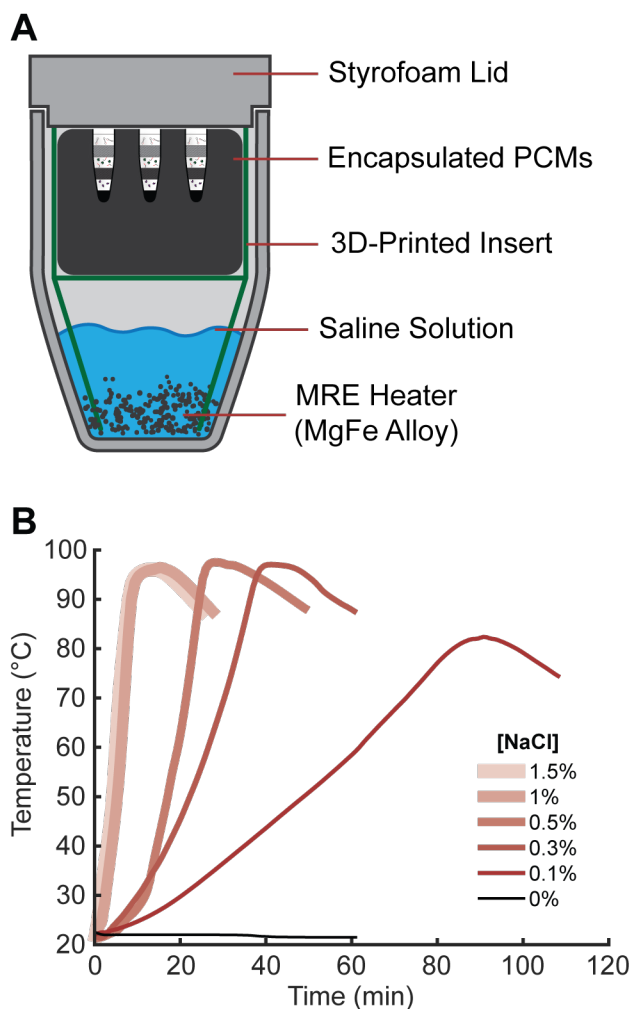 A
Styrofoam Lid
Encapsulated PCMs
3D-Printed Insert
Saline Solution
MRE Heater
(MgFe Alloy)
B
Temperature (°C)
100
90
80
70
60
50
40
30
20
[NaCl]
1.5%
1%
0.5%
0.3%
0.1%
0%
0 20 40 60 80 100 120
Time (min)